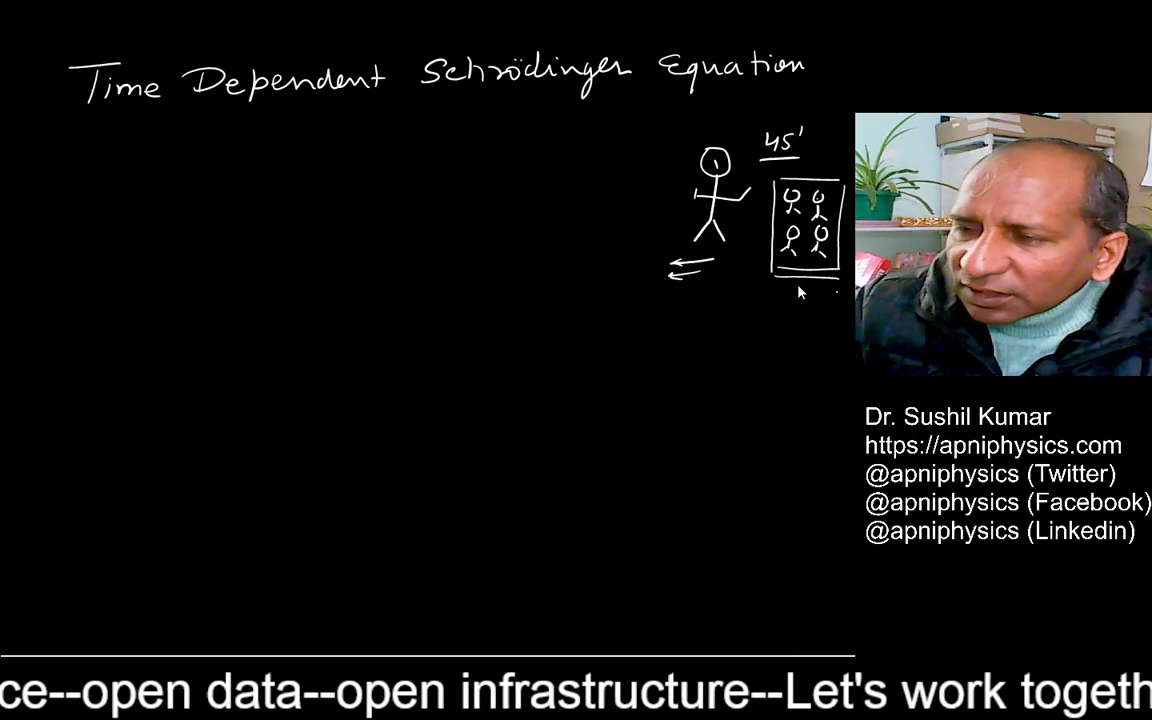 Time Dependent Schrödinger Equation
45'
Dr. Sushil Kumar
https://apniphysics.com
@apniphysics (Twitter)
@apniphysics (Facebook)
@apniphysics (Linkedin)
ce--open data--open infrastructure--Let's work togeth